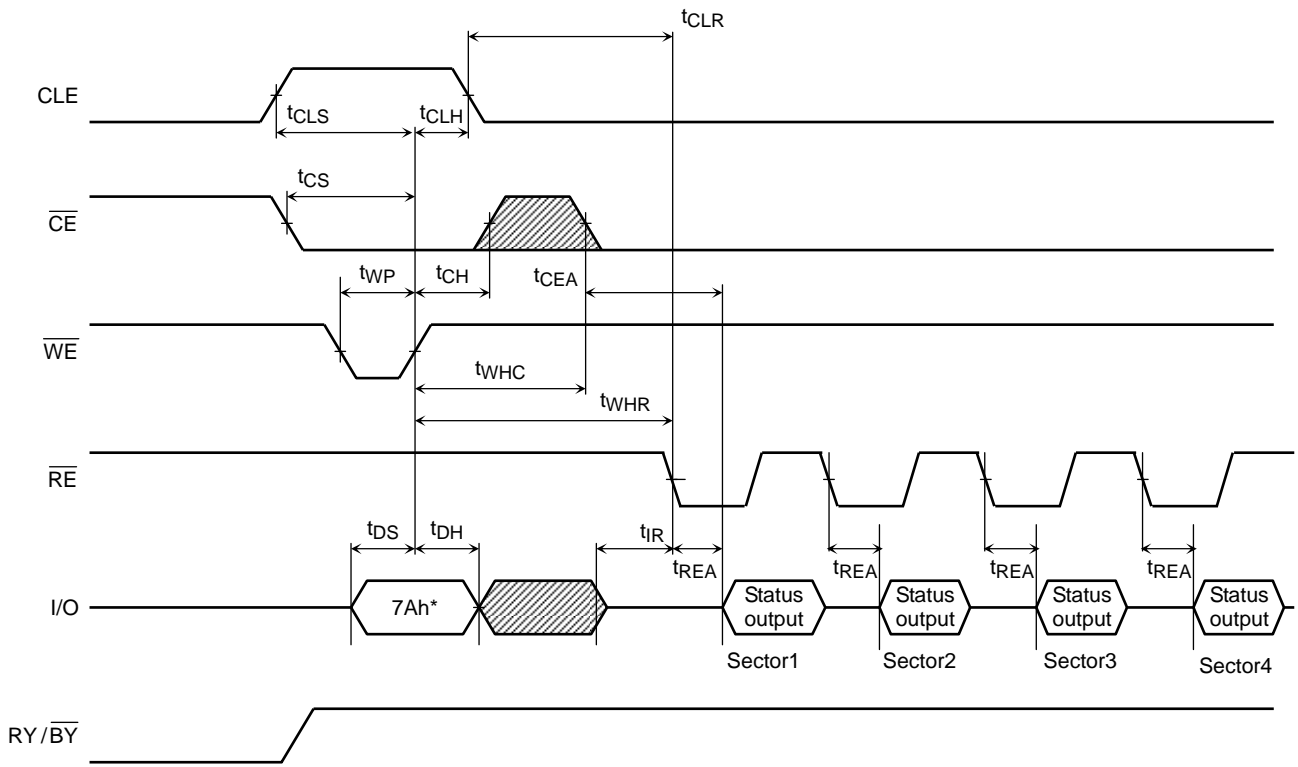 tCLR
CLE
tCLS
tCLH
tCS
CE
tWP
tCH
tCEA
WE
tWHC
tWHR
RE
tDS
tDH
tIR
tREA
tREA
tREA
tREA
I/O
7Ah*
Status
output
Status
output
Status
output
Status
output
Sector1
Sector2
Sector3
Sector4
RY/BY